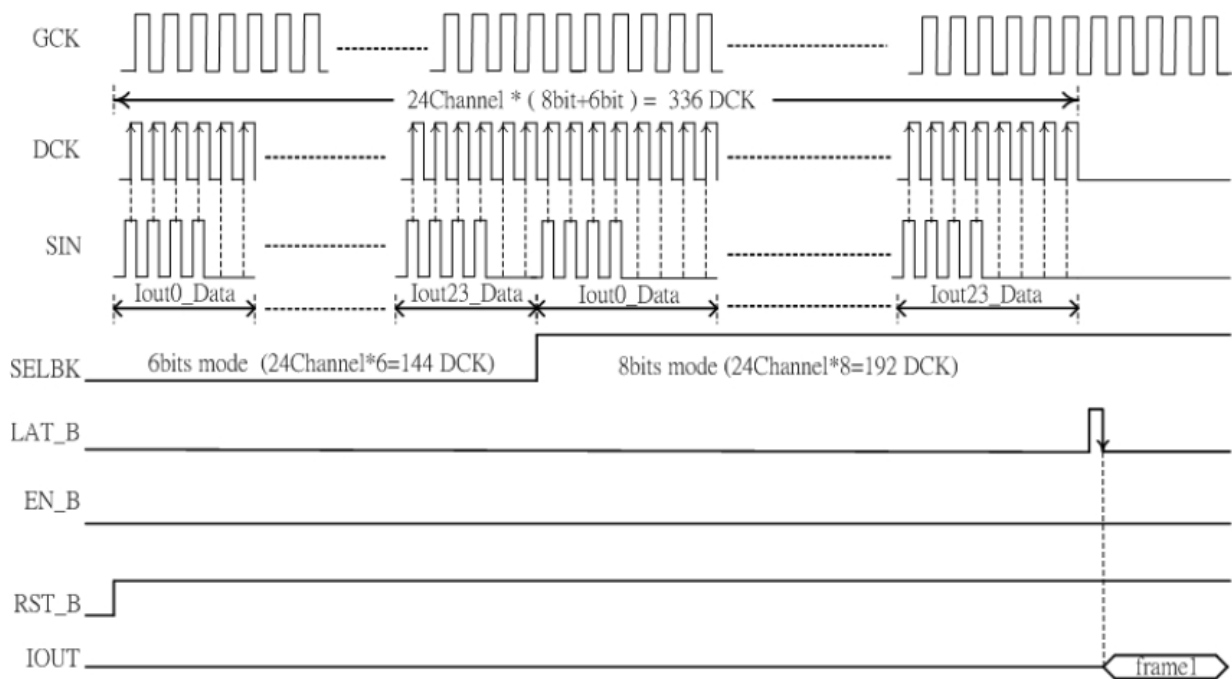 GCK
24Channel * ( 8bit+6bit ) = 336 DCK
DCK
SIN
Iout0_Data Iout23_Data Iout0_Data Iout23_Data
SELBK 6bits mode (24Channel*6=144 DCK) 8bits mode (24Channel*8=192 DCK)
LAT_B
EN_B
RST_B
IOUT frame1